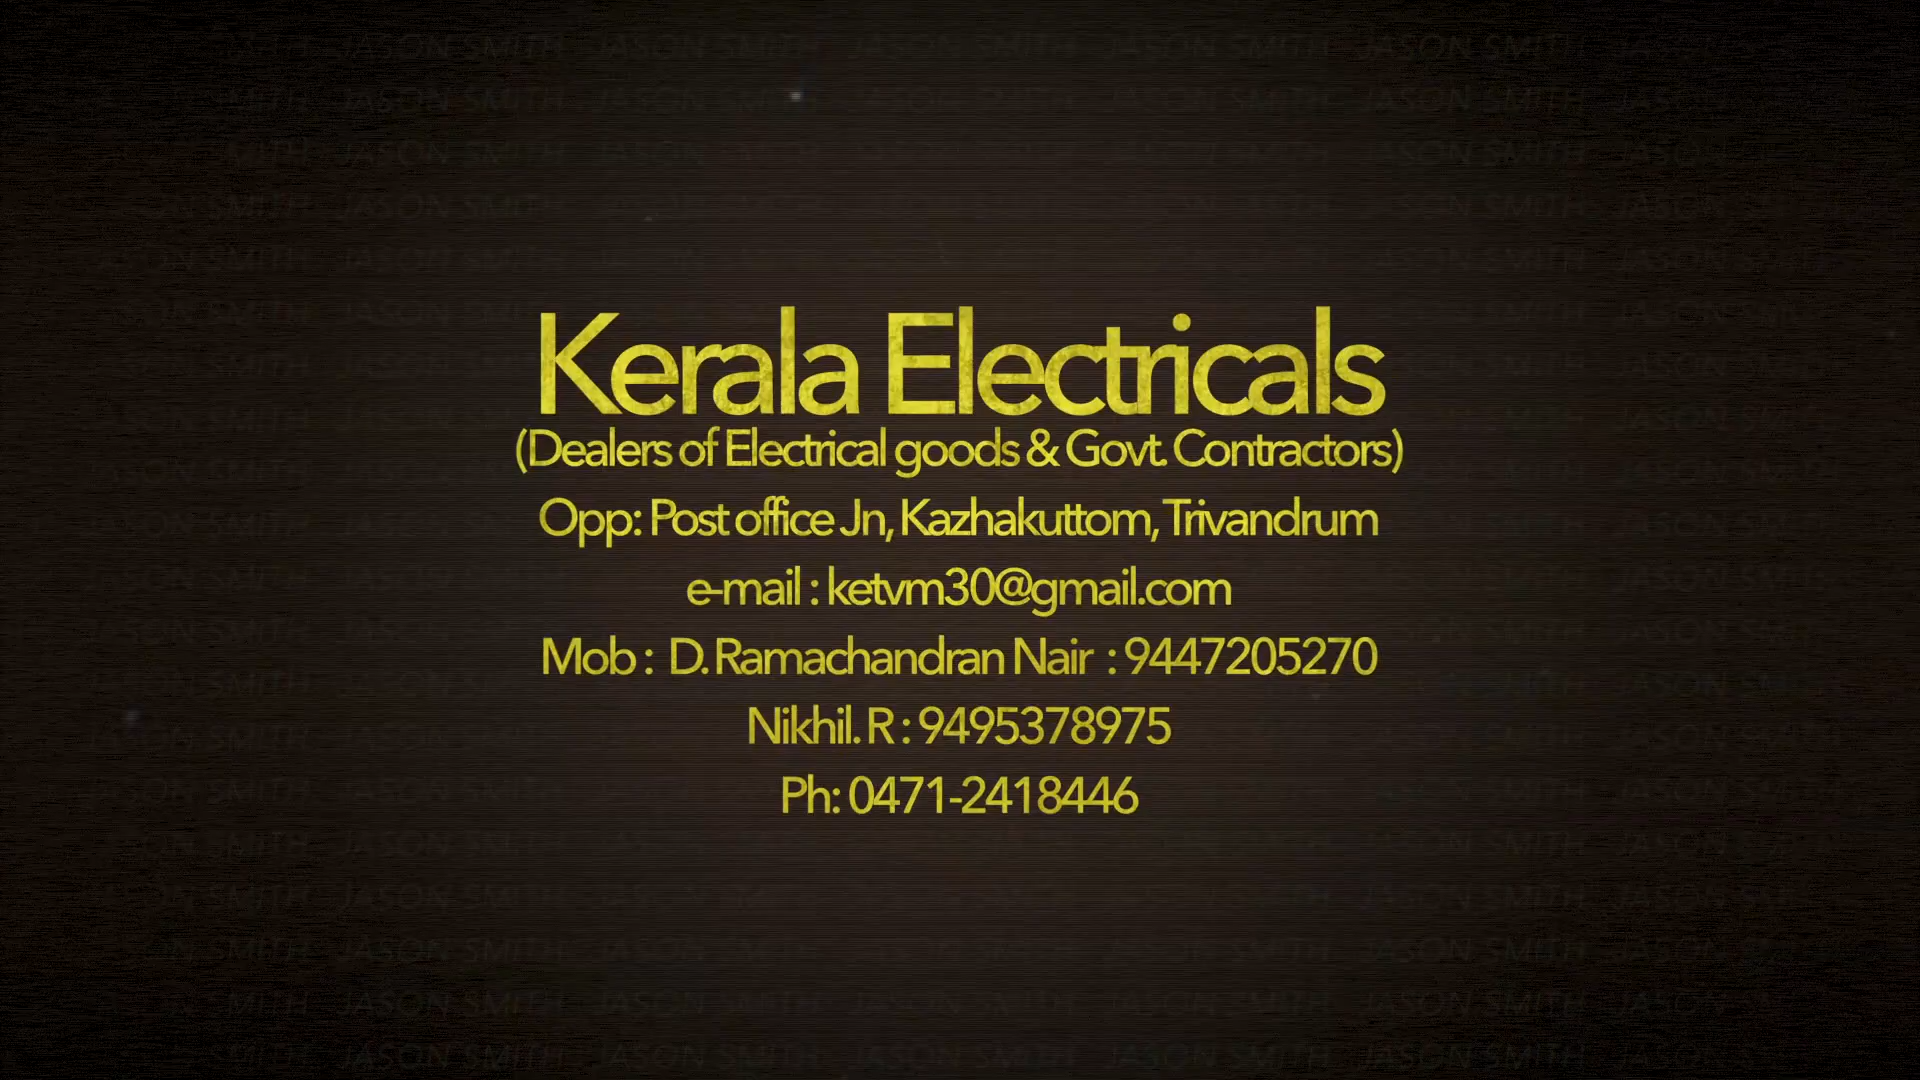 Kerala Electricals
(Dealers of Electrical goods & Govt. Contractors)
Opp: Post office Jn, Kazhakuttom, Trivandrum
e-mail : ketvm30@gmail.com
Mob : D. Ramachandran Nair : 9447205270
Nikhil. R : 9495378975
Ph: 0471-2418446